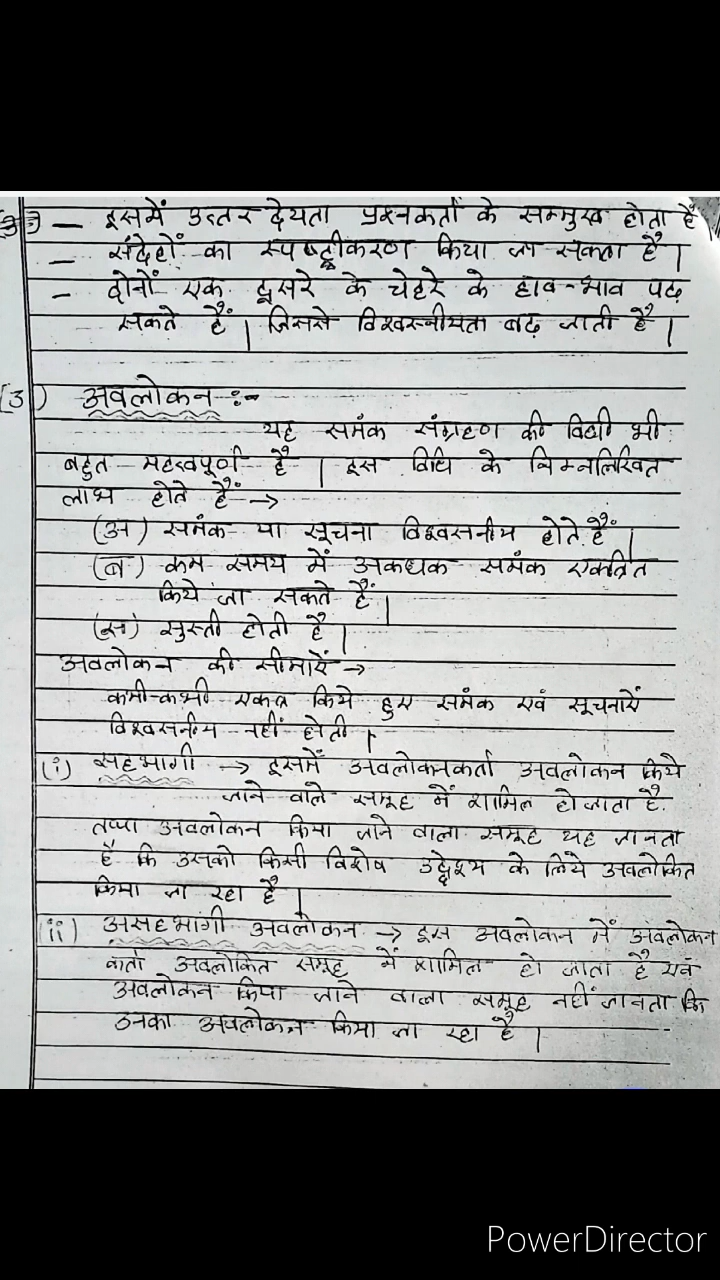 — इसमें उत्तर देयता प्रश्नकर्ता के सम्मुख होता है
— संदेहों का स्पष्ट्रीकरण किया जा सकता है।
— दोनों एक दूसरे के चेहरे के हाव-भाव पढ़
सकते हैं। जिससे विश्वस्नीयता बढ़ जाती है।
(3) अवलोकन :-
यह समंक संग्रहण की विधी भी
बहुत महत्वपूर्ण है। इस विधि के निम्नलिखित
लाभ होते हैं →
(अ) समंक या सूचना विश्वसनीय होते हैं।
(ब) कम समय में अकधक समंक एकत्रित
किये जा सकते हैं।
(स) सुस्ती होती है।
अवलोकन की सीमाऐं →
कभी-कभी एकत्र किये हुए समंक एवं सूचनायें
विश्वसनीय नहीं होती।
(i) सहभागी → इसमें अवलोकनकर्ता अवलोकन किये
जाने वाले समूह में शामिल हो जाता है.
तथा अवलोकन किया जाने वाला समूह यह जानता
है कि उसको किसी विशेष उद्देश्य के लिये अवलोकित
किया जा रहा है।
(ii) असहभागी अवलोकन → इस अवलोकन में अवलोकन
कर्ता अवलोकित समूह में शामिल हो जाता है एवं
अवलोकन किया जाने वाला समूह नहीं जानता कि
उनका अवलोकन किया जा रहा है।
PowerDirector